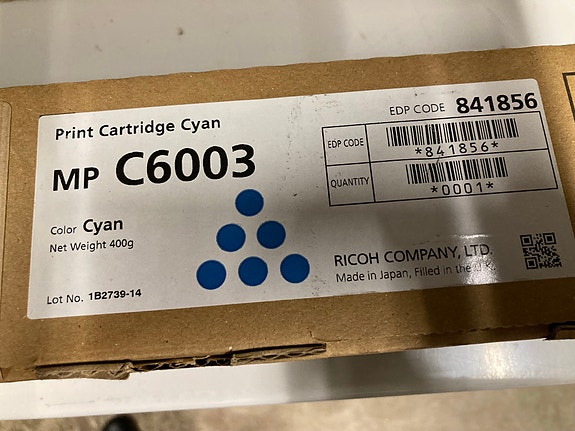 Print Cartridge Cyan
MP C6003
Color Cyan
Net Weight 400g
Lot No. 1B2739-14
EDP CODE 841856
EDP CODE
*841856*
QUANTITY
*0001*
RICOH COMPANY, LTD.
Made in Japan, Filled in the U.K.